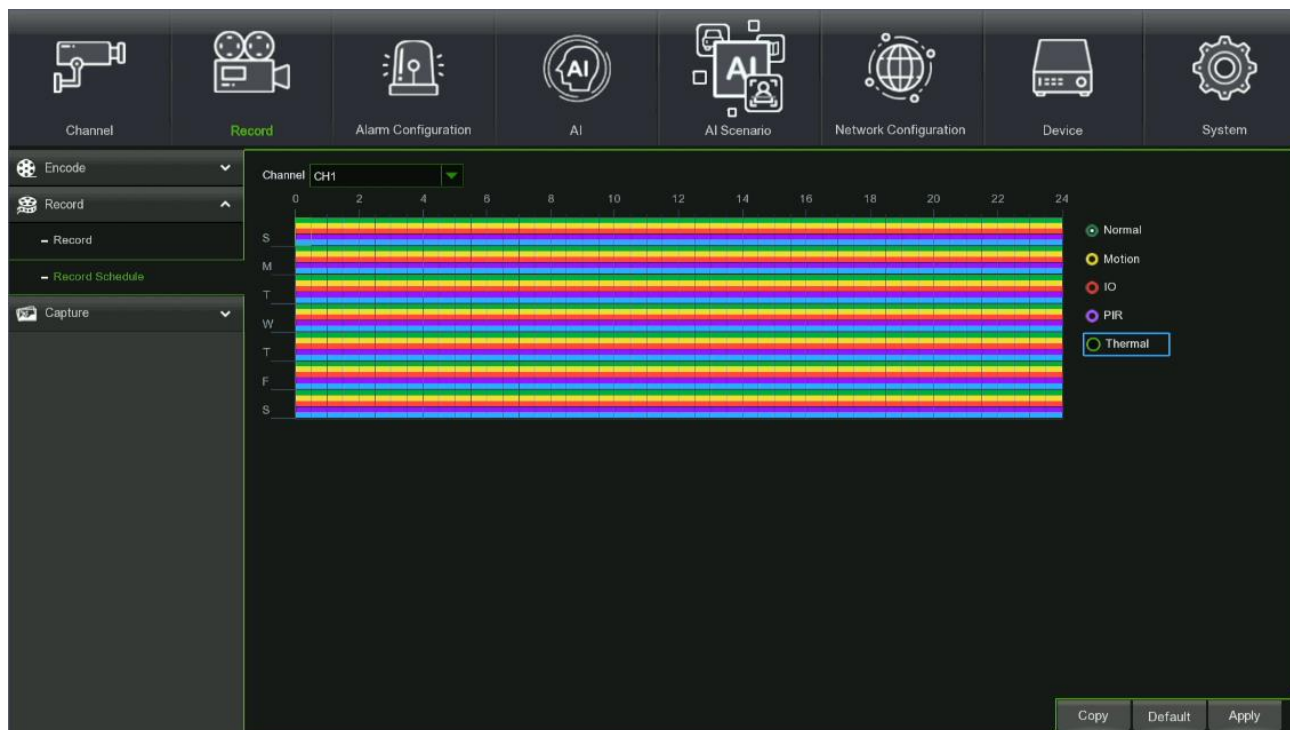 AI
AI
Channel Record Alarm Configuration AI AI Scenario Network Configuration Device System
Encode
Channel CH1
0 2 4 6 8 10 12 14 16 18 20 22 24
Record
Normal
S
- Record
Motion
M
- Record Schedule
IO
T
Capture
PIR
W
Thermal
T
F
S
Copy Default Apply